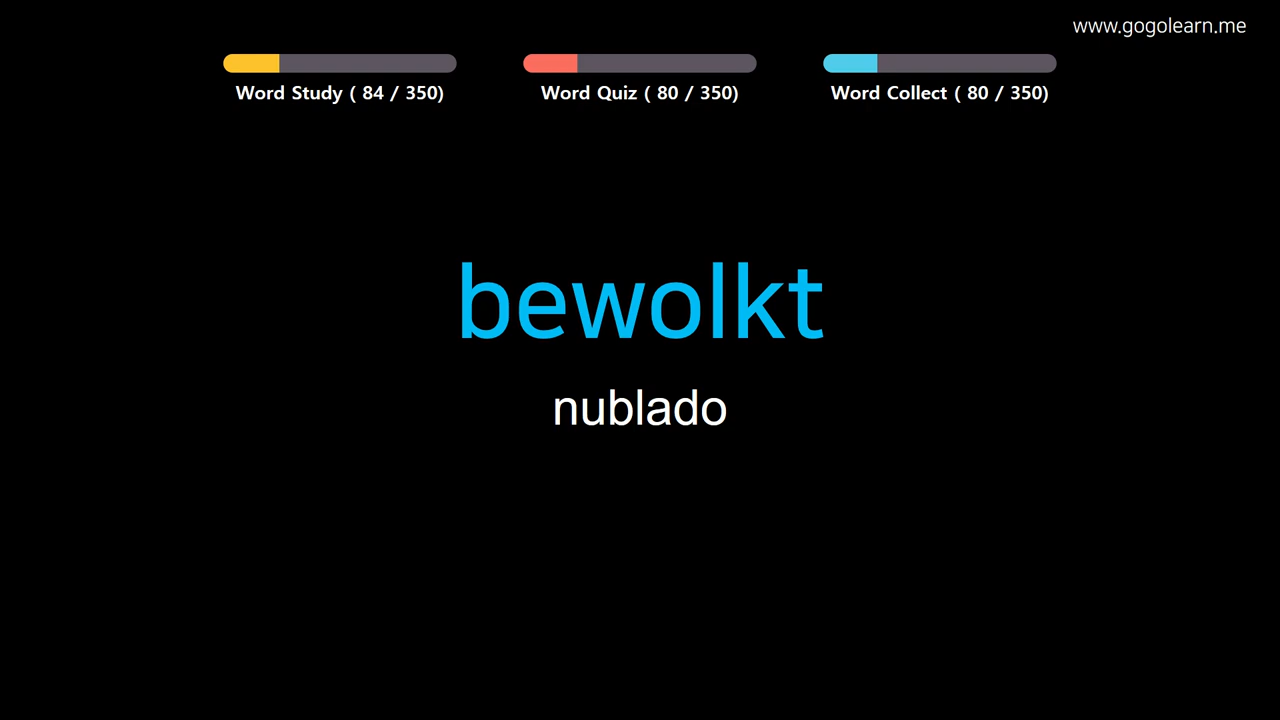 www.gogolearn.me
Word Study ( 84 / 350)
Word Quiz ( 80 / 350)
Word Collect ( 80 / 350)
bewolkt
nublado